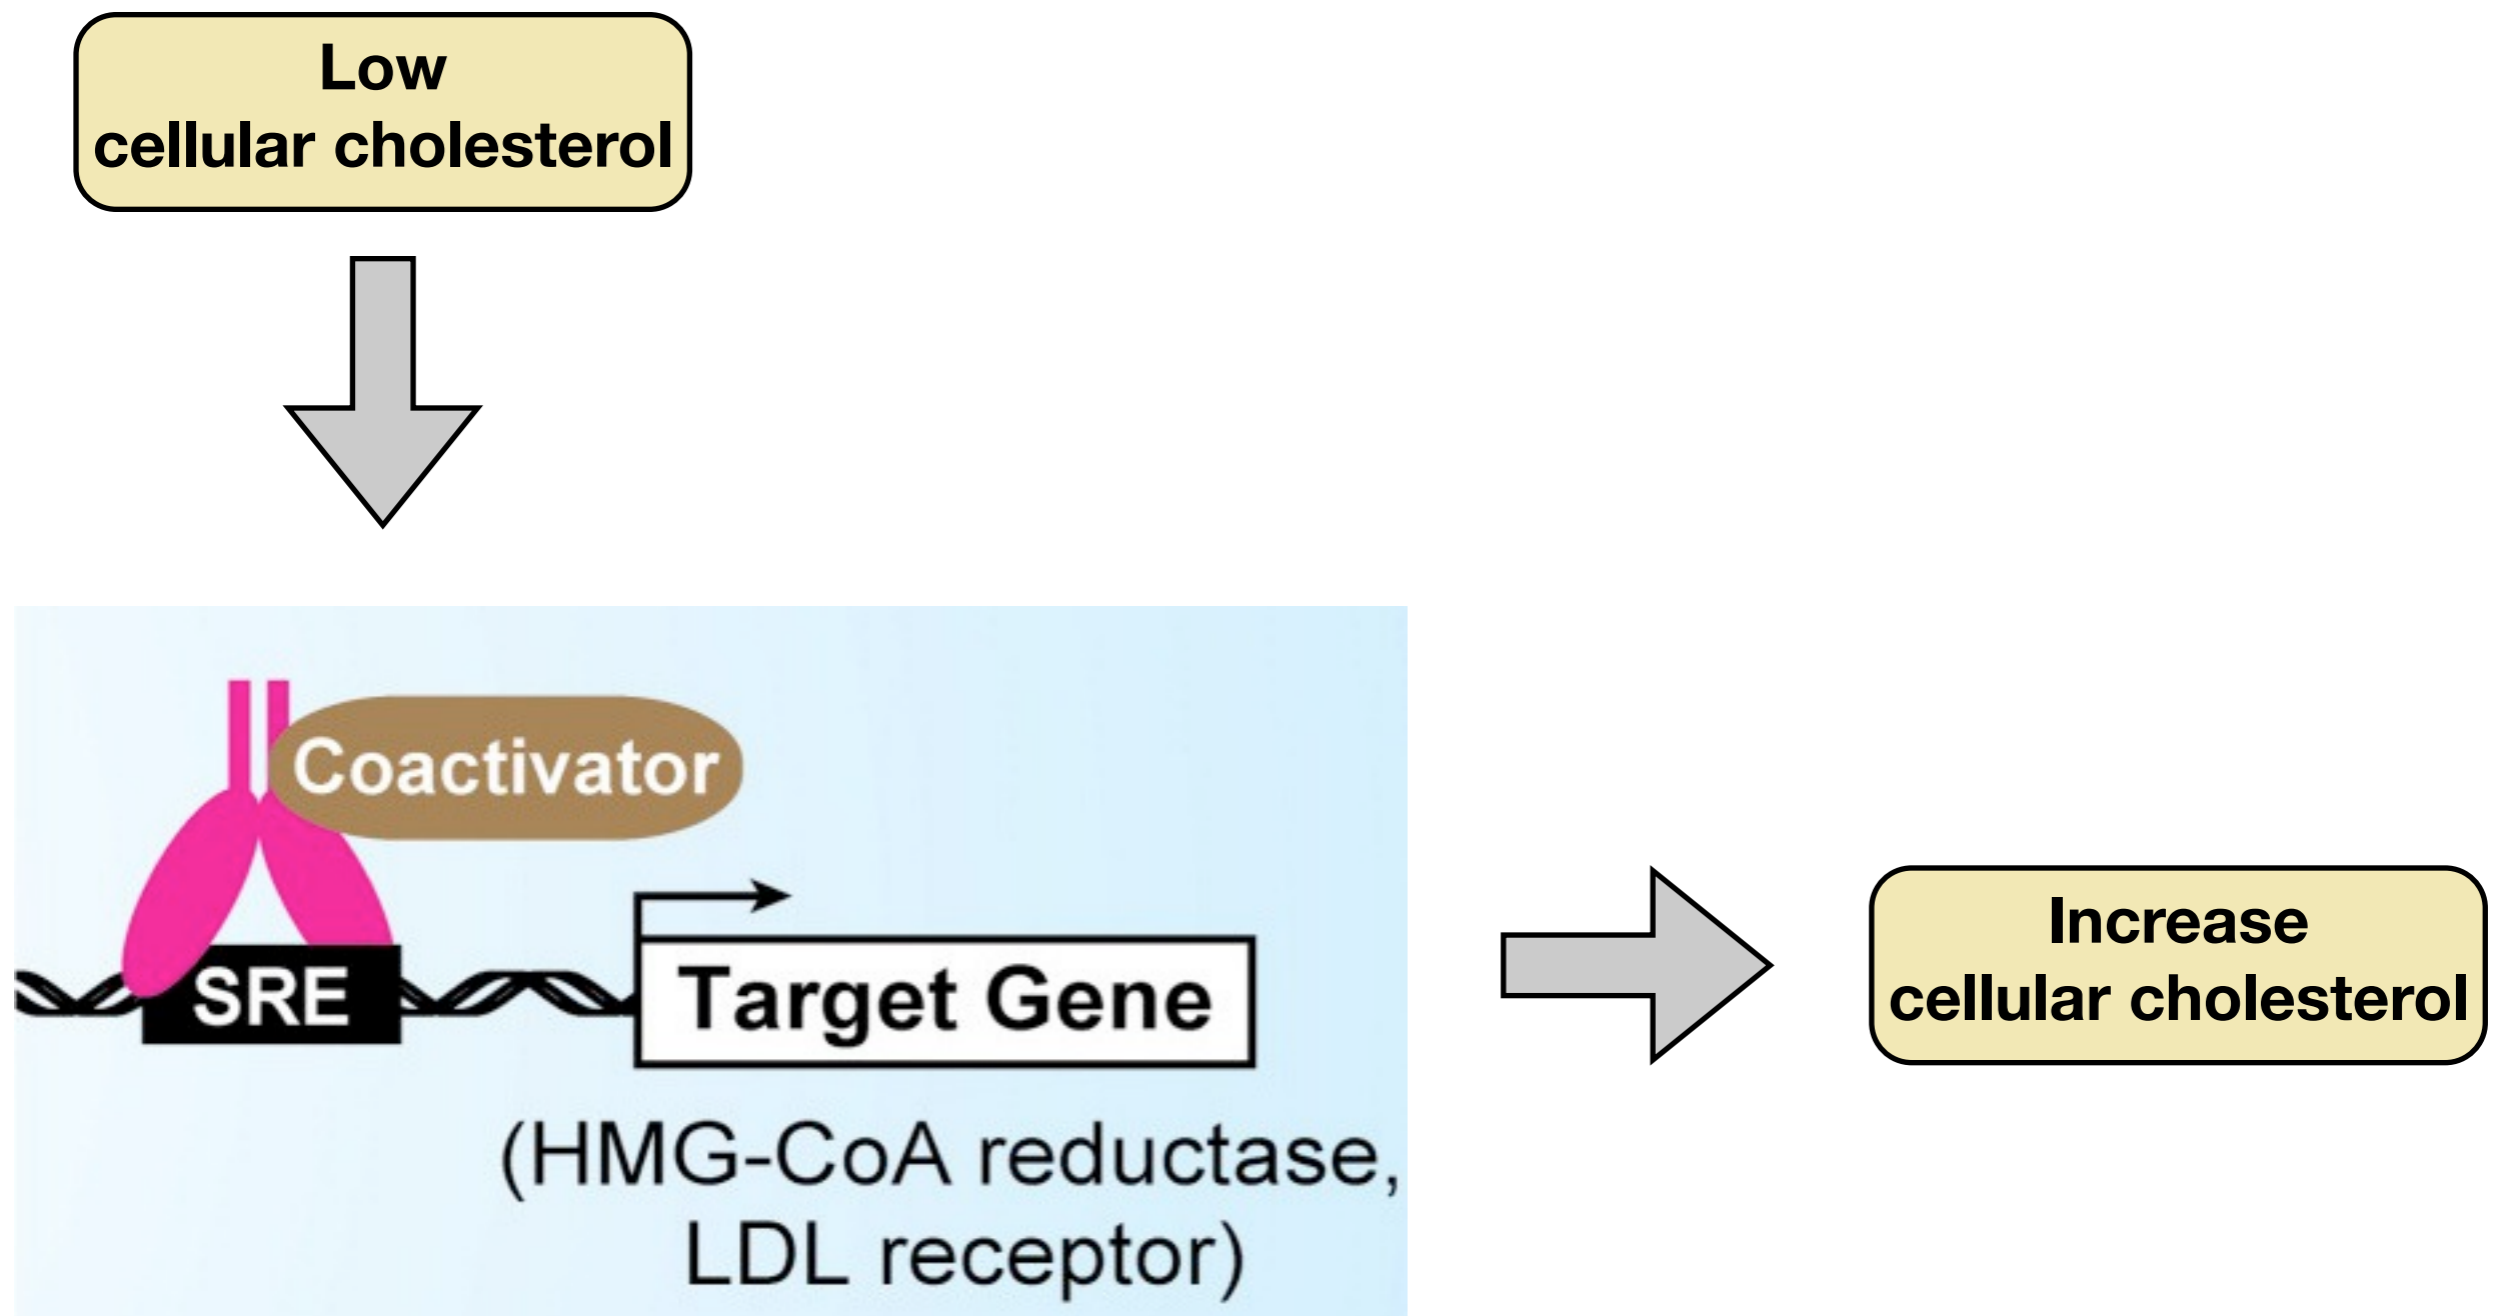 Low
cellular cholesterol
Coactivator
SRE
Target Gene
(HMG-CoA reductase,
LDL receptor)
Increase
cellular cholesterol